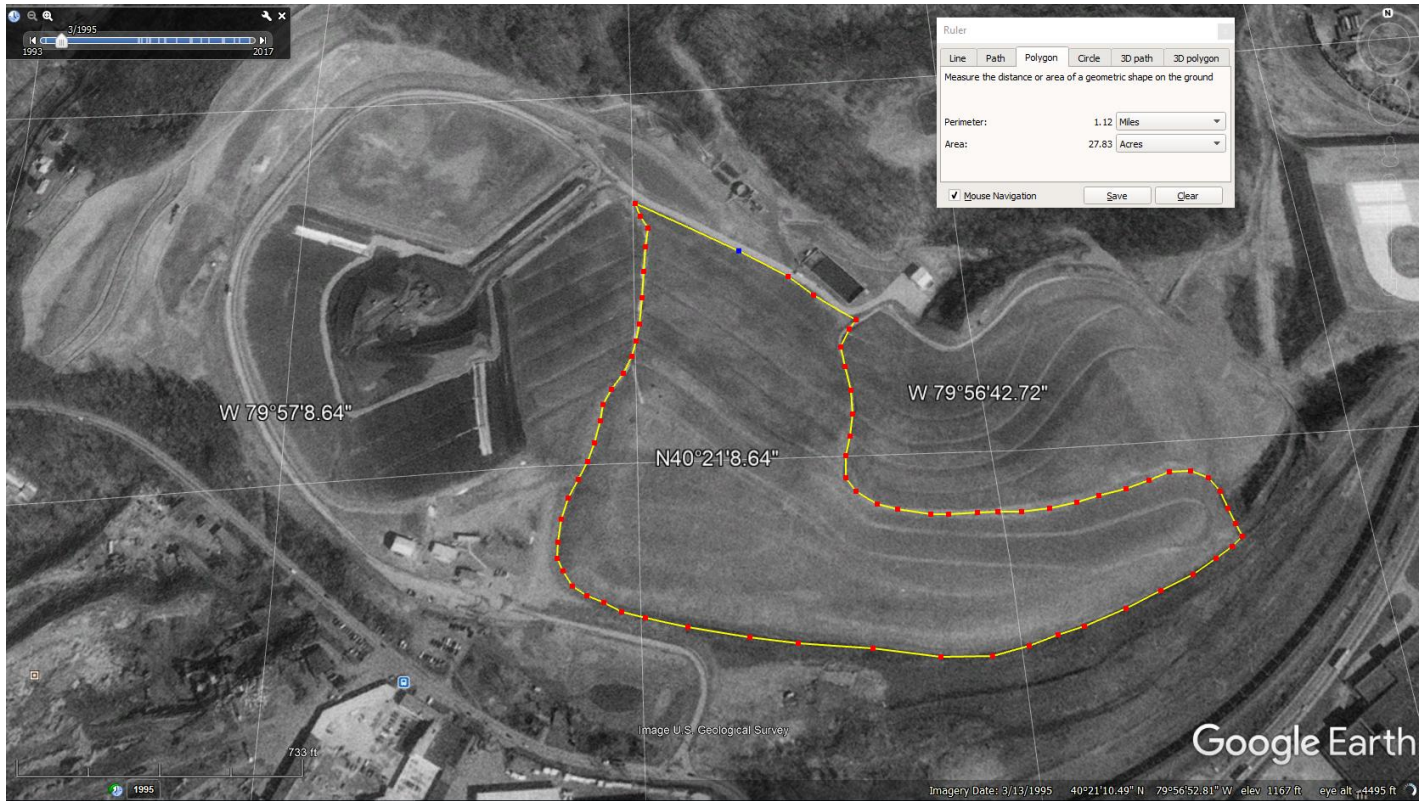 3/1995
1993
2017
Ruler
Line Path Polygon Circle 3D path 3D polygon
Measure the distance or area of a geometric shape on the ground
Perimeter: 1.12 Miles
Area: 27.83 Acres
Mouse Navigation Save Clear
N
W 79°57'8.64"
W 79°56'42.72"
N40°21'8.64"
Image U.S. Geological Survey
Google Earth
733 ft
1995
Imagery Date: 3/13/1995 40°21'10.49" N 79°56'52.81" W elev 1167 ft eye alt 4495 ft